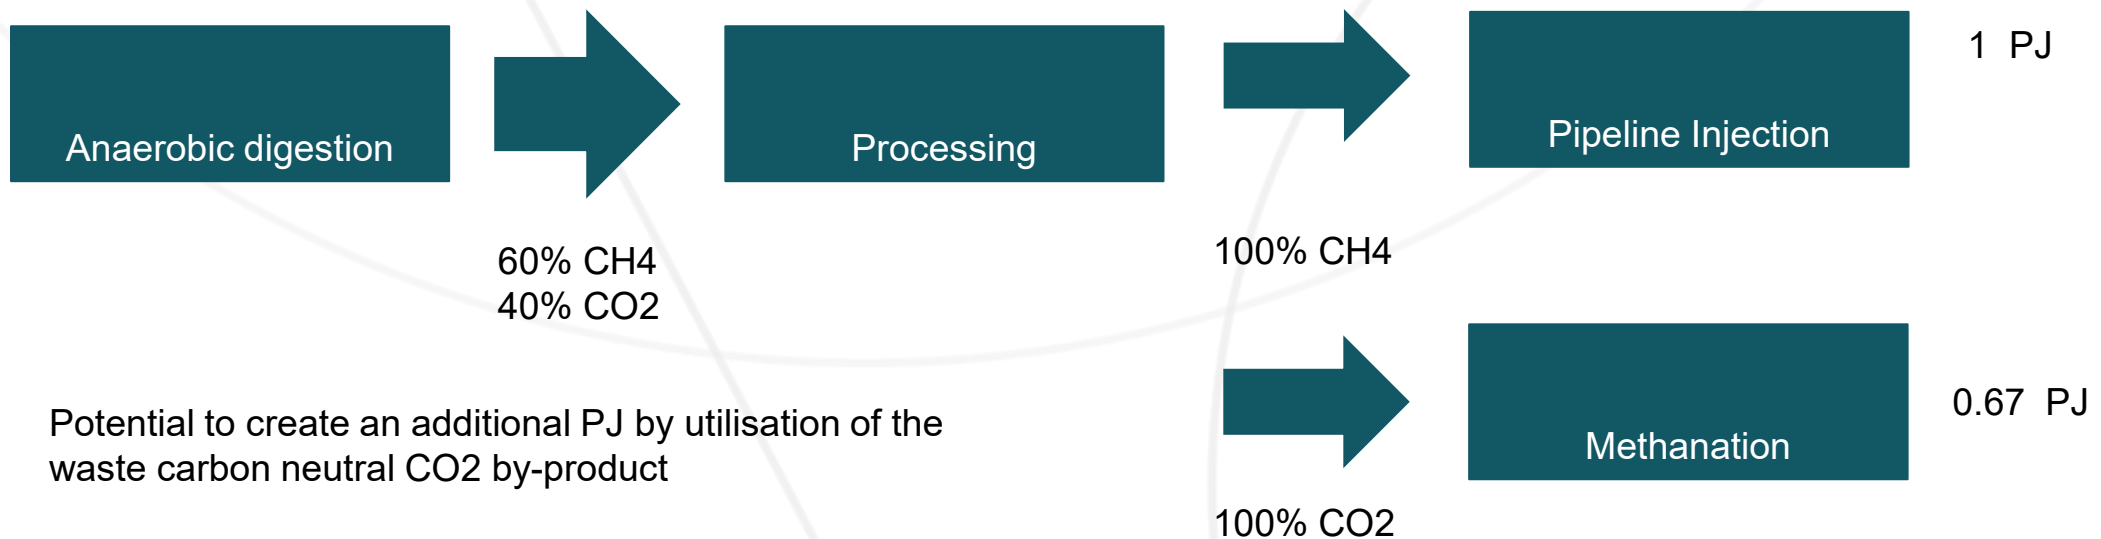 Anaerobic digestion
60% CH4
40% CO2
Processing
100% CH4
Pipeline Injection
1 PJ
100% CO2
Methanation
0.67 PJ
Potential to create an additional PJ by utilisation of the
waste carbon neutral CO2 by-product